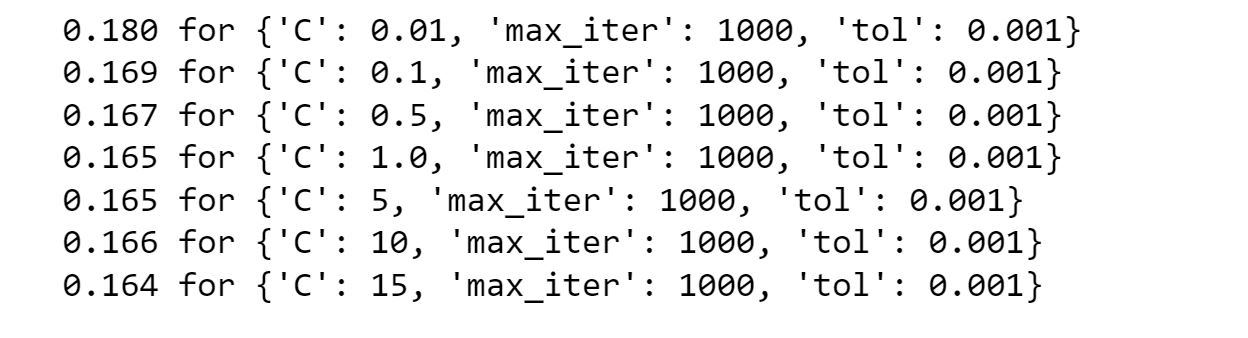 0.180 for {'C': 0.01, 'max_iter': 1000, 'tol': 0.001}
0.169 for {'C': 0.1, 'max_iter': 1000, 'tol': 0.001}
0.167 for {'C': 0.5, 'max_iter': 1000, 'tol': 0.001}
0.165 for {'C': 1.0, 'max_iter': 1000, 'tol': 0.001}
0.165 for {'C': 5, 'max_iter': 1000, 'tol': 0.001}
0.166 for {'C': 10, 'max_iter': 1000, 'tol': 0.001}
0.164 for {'C': 15, 'max_iter': 1000, 'tol': 0.001}